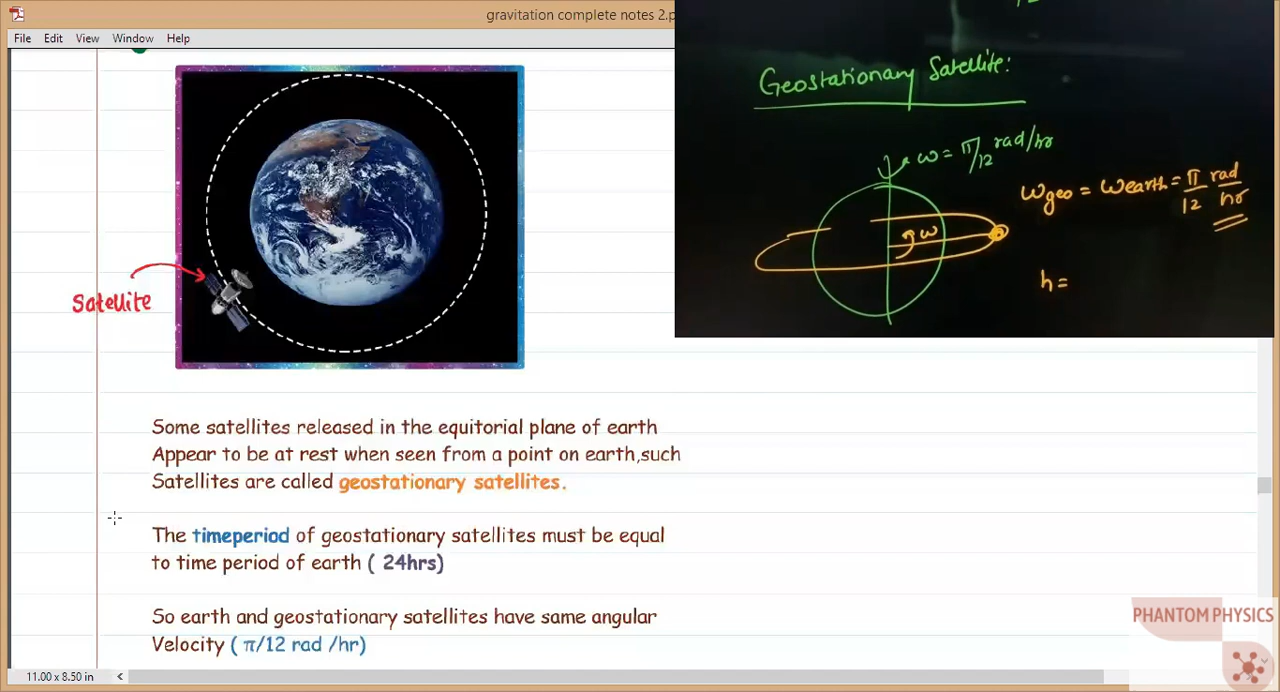 gravitation complete notes 2.p
File Edit View Window Help
Satellite
Geostationary Satellite:
ω = π/12 rad/hr
ωgeo = ωearth = π/12 rad/hr
ω
h =
Some satellites released in the equitorial plane of earth
Appear to be at rest when seen from a point on earth,such
Satellites are called geostationary satellites.
The timeperiod of geostationary satellites must be equal
to time period of earth ( 24hrs)
So earth and geostationary satellites have same angular
Velocity ( π/12 rad /hr)
PHANTOM PHYSICS
11.00 x 8.50 in